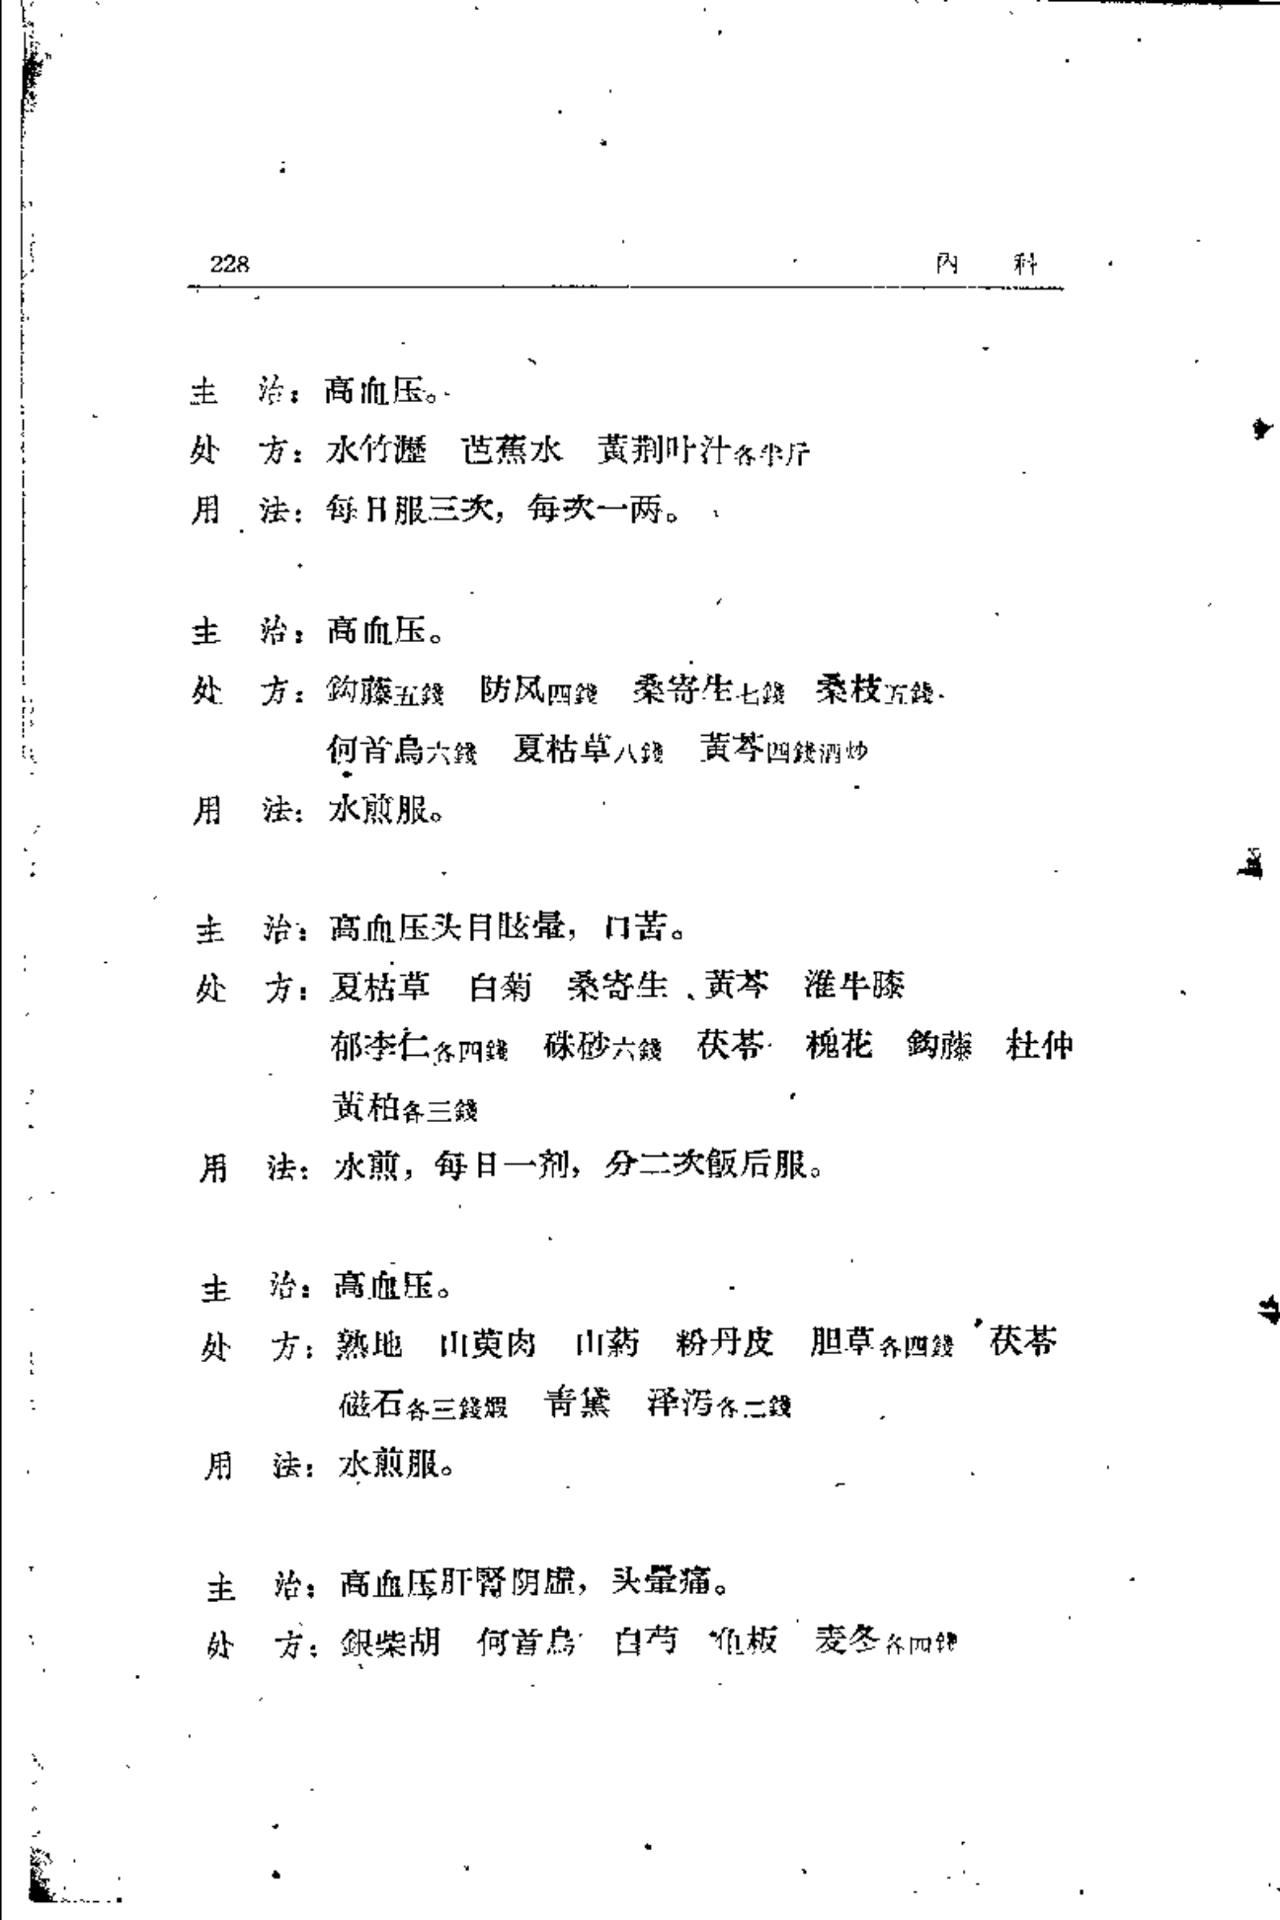 228 內 科
主 治：高血压。
处 方：水竹瀝 芭蕉水 黃荆叶汁各半斤
用 法：每日服三次，每次一两。
主 治：高血压。
处 方：鈎藤五錢 防风四錢 桑寄生七錢 桑枝五錢
何首烏六錢 夏枯草八錢 黃芩四錢酒炒
用 法：水煎服。
主 治：高血压头目眩暈，口苦。
处 方：夏枯草 白菊 桑寄生 黃芩 淮牛膝
郁李仁各四錢 硃砂六錢 茯苓 槐花 鈎藤 杜仲
黃柏各三錢
用 法：水煎，每日一剂，分二次飯后服。
主 治：高血压。
处 方：熟地 山萸肉 山葯 粉丹皮 胆草各四錢 茯苓
磁石各三錢煆 青黛 泽泻各二錢
用 法：水煎服。
主 治：高血压肝腎阴虛，头暈痛。
处 方：銀柴胡 何首烏 白芍 龟板 麦冬各四錢